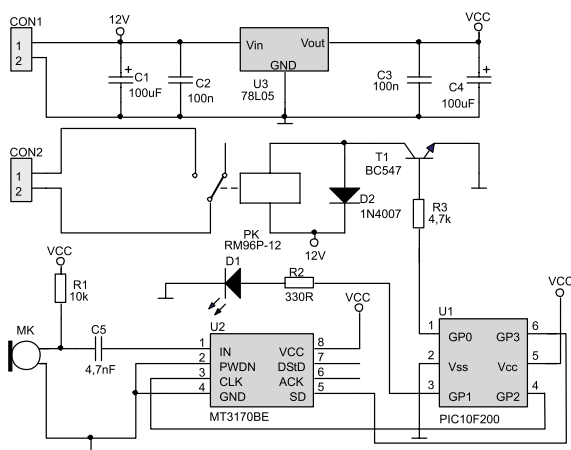 CON1
12V
VCC
1
2
Vin
Vout
GND
C1
100uF
C2
100n
U3
78L05
C3
100n
C4
100uF
CON2
1
2
T1
BC547
D2
1N4007
R3
4,7k
PK
RM96P-12
12V
VCC
R1
10k
D1
R2
330R
VCC
VCC
U1
MK
C5
4,7nF
U2
1 IN VCC 8
2 PWDN DStD 7
3 CLK ACK 6
4 GND SD 5
MT3170BE
1 GP0 GP3 6
2 Vss Vcc 5
3 GP1 GP2 4
PIC10F200